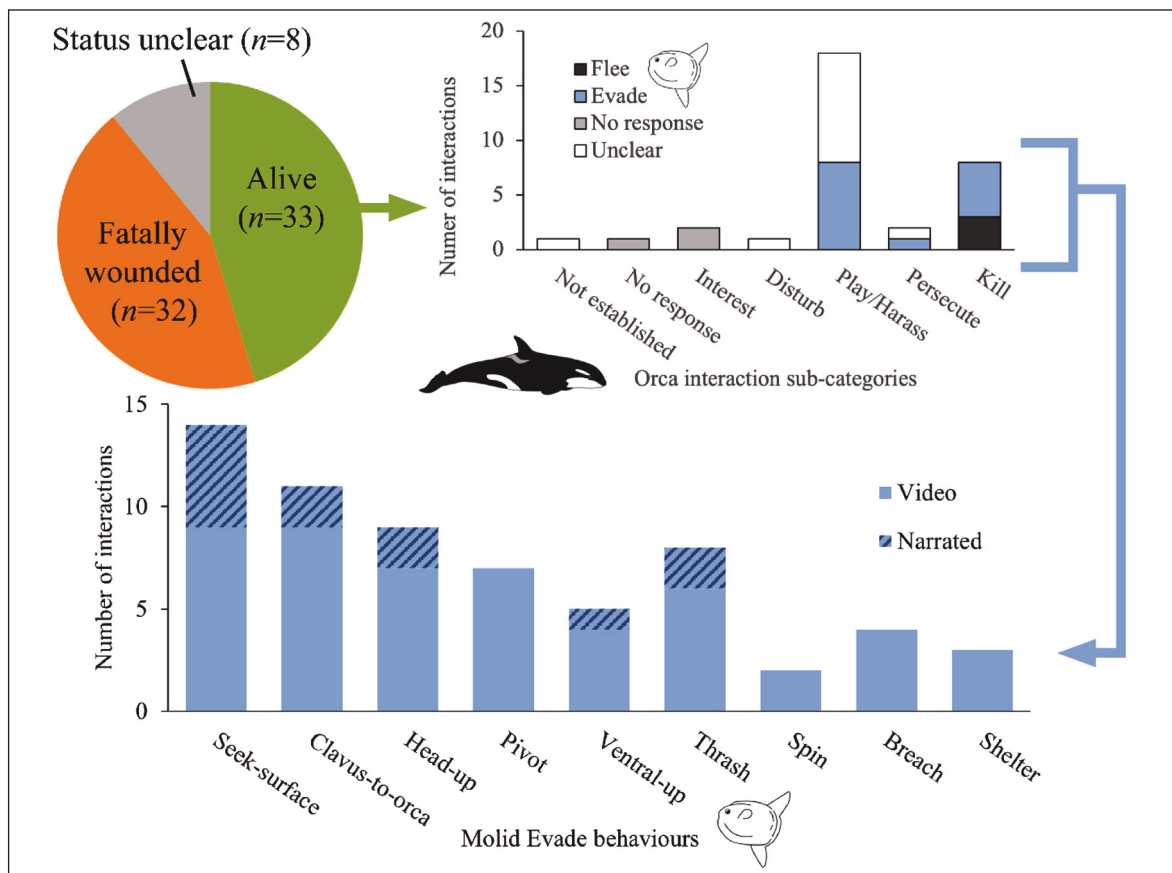 Status unclear (n=8)
Alive
(n=33)
Fatally
wounded
(n=32)
Numer of interactions
20
15
10
5
0
Flee
Evade
No response
Unclear
Not established
No response
Interest
Disturb
Play/Harass
Persecute
Kill
Orca interaction sub-categories
Number of interactions
15
10
5
0
Video
Narrated
Seek-surface
Clavus-to-orca
Head-up
Pivot
Ventral-up
Thrash
Spin
Breach
Shelter
Molid Evade behaviours